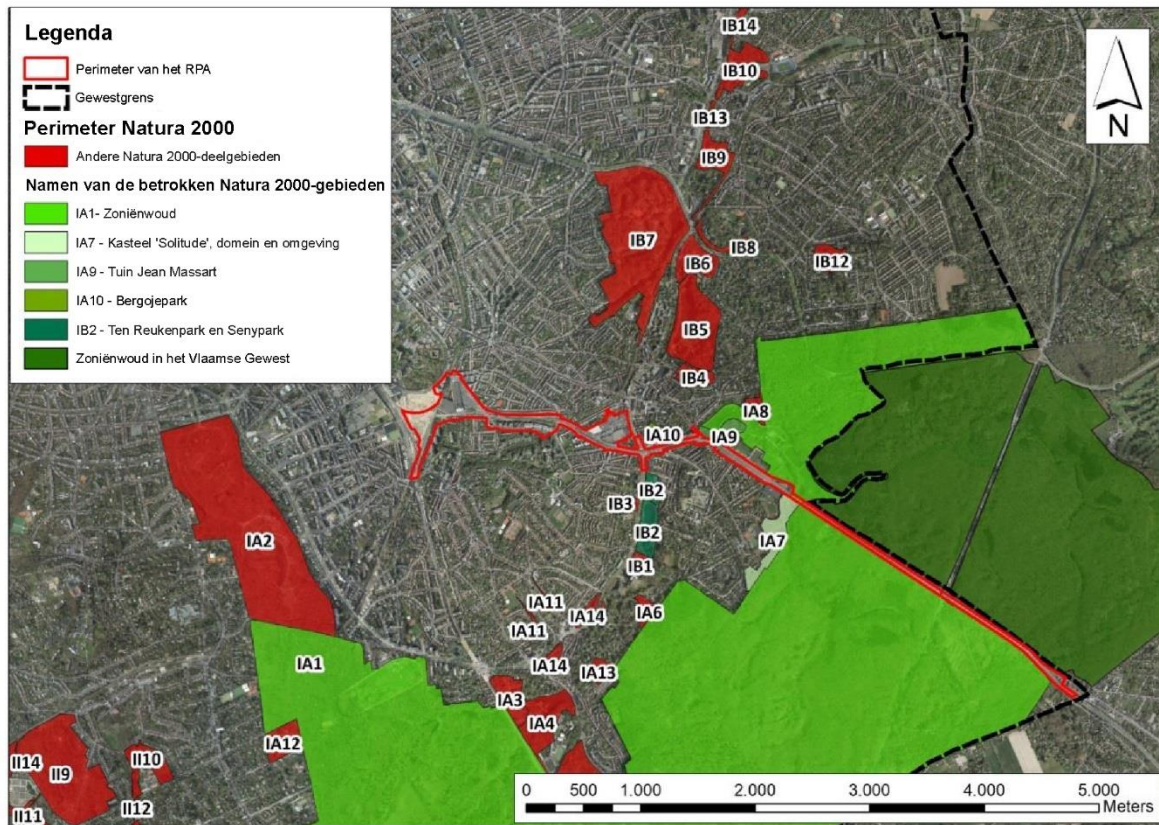 Legenda
Perimeter van het RPA
Gewestgrens
Perimeter Natura 2000
Andere Natura 2000-deelgebieden
Namen van de betrokken Natura 2000-gebieden
IA1- Zoniënwoud
IA7 - Kasteel 'Solitude', domein en omgeving
IA9 - Tuin Jean Massart
IA10 - Bergojepark
IB2 - Ten Reukenpark en Senypark
Zoniënwoud in het Vlaamse Gewest
N
IB14
IB10
IB13
IB9
IB7
IB8
IB6
IB12
IB5
IB4
IA8
IA10
IA9
IB2
IB3
IB2
IA7
IA2
IB1
IA11
IA14
IA6
IA11
IA1
IA14
IA13
IA3
IA4
IA12
II14
II9
II10
II12
II11
0 500 1.000 2.000 3.000 4.000 5.000
Meters